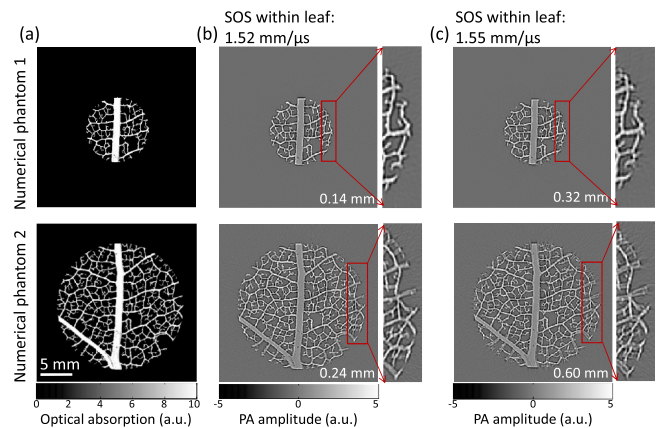 (a)
(b)
SOS within leaf:
1.52 mm/μs
(c)
SOS within leaf:
1.55 mm/μs
Numerical phantom 1
0.14 mm
0.32 mm
Numerical phantom 2
5 mm
0.24 mm
0.60 mm
0 2 4 6 8 10
Optical absorption (a.u.)
-5 0 5
PA amplitude (a.u.)
-5 0 5
PA amplitude (a.u.)